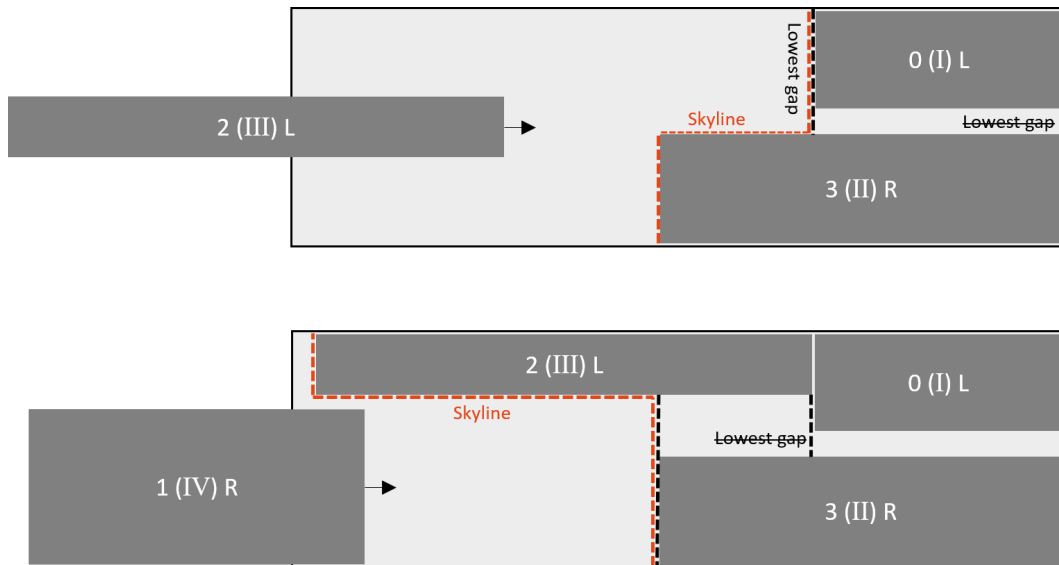 Lowest gap
0 (I) L
2 (III) L
Skyline
Lowest gap
3 (II) R
2 (III) L
0 (I) L
Skyline
Lowest gap
1 (IV) R
3 (II) R